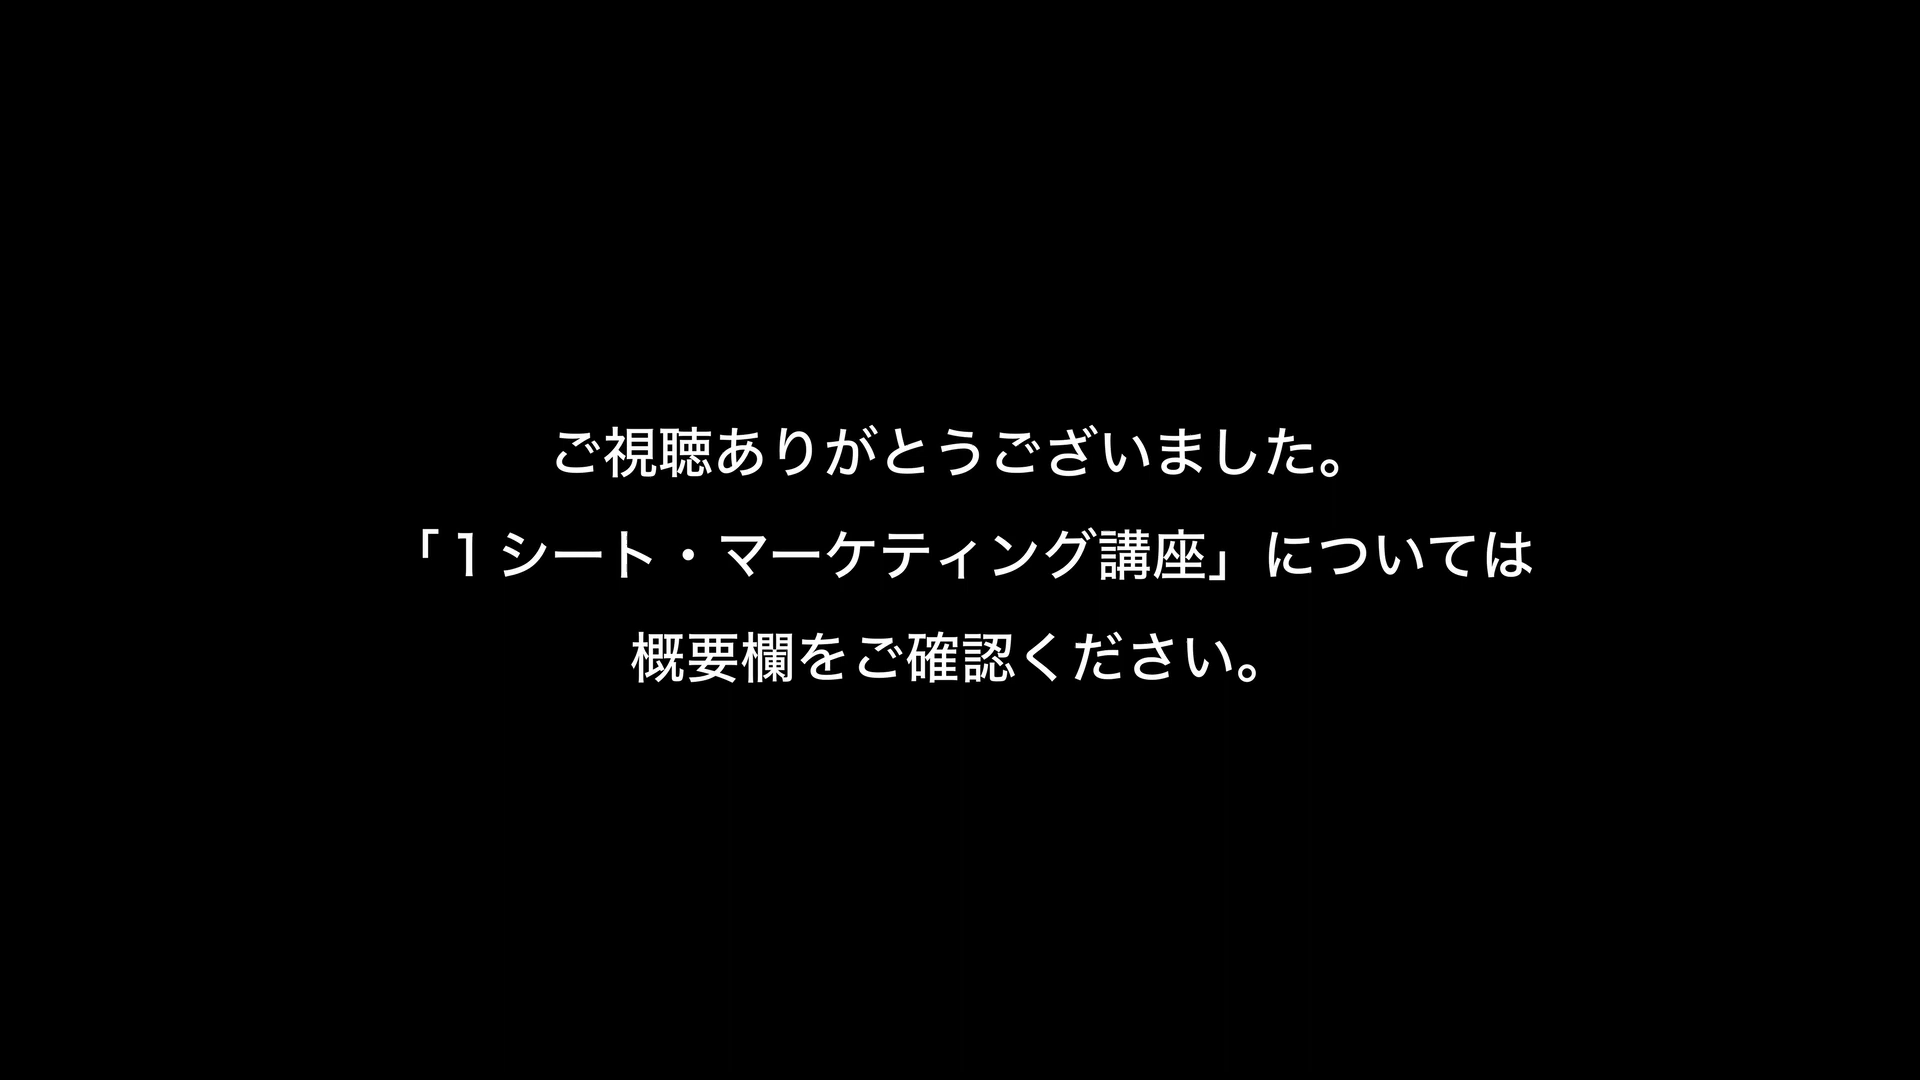 ご視聴ありがとうございました。
「１シート・マーケティング講座」については
概要欄をご確認ください。